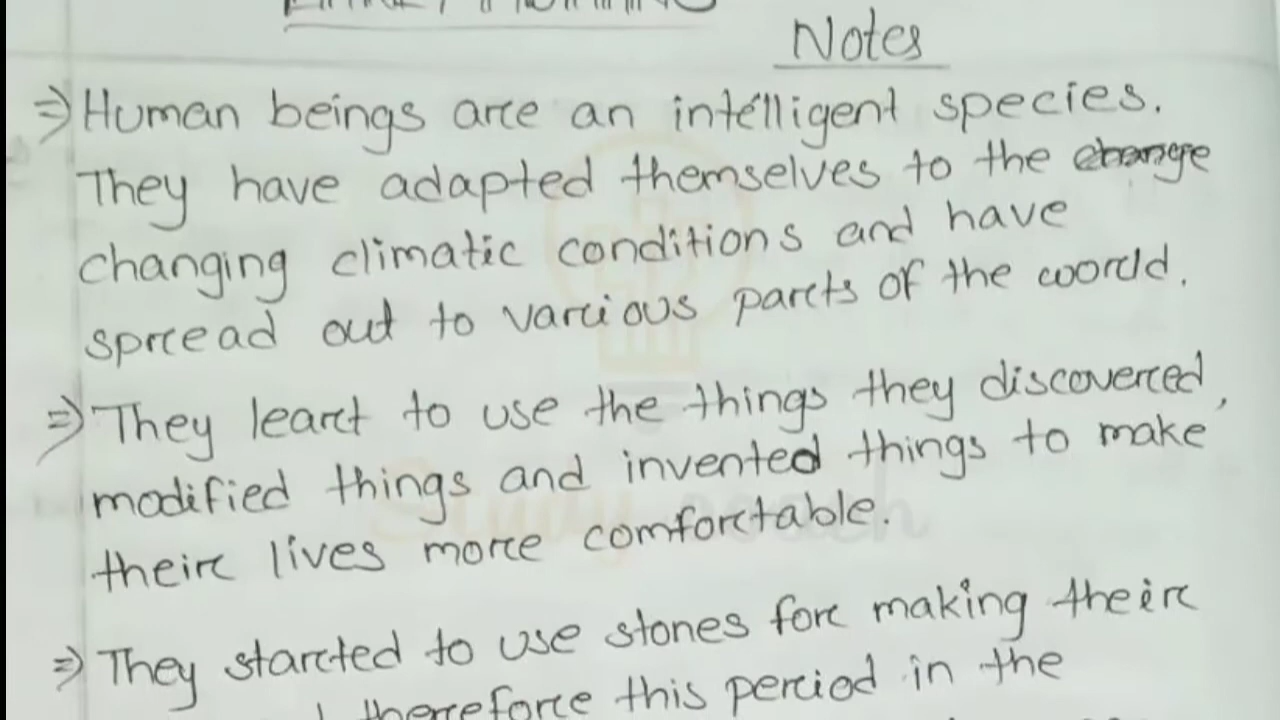 Notes
⇒ Human beings are an intelligent species.
They have adapted themselves to the change
changing climatic conditions and have
spread out to various parts of the world.
⇒ They leart to use the things they discovered,
modified things and invented things to make
their lives more comfortable.
⇒ They started to use stones for making their
therefore this period in the